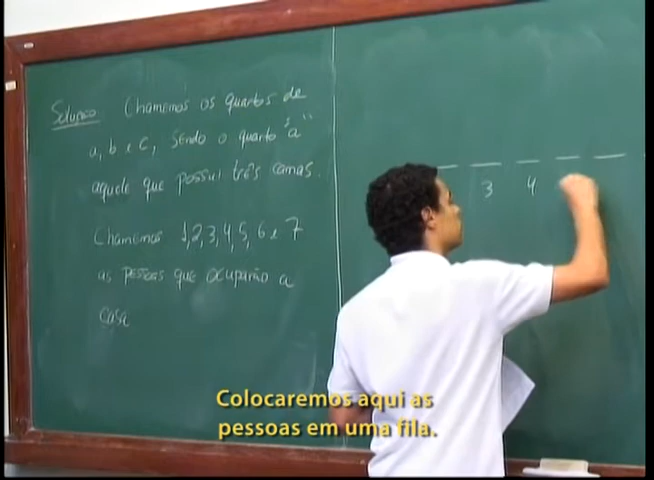 Solução Chamemos os quartos de
a, b e c, sendo o quarto "a"
aquele que possui três camas.
Chamemos 1,2,3,4,5,6 e 7
as pessoas que ocuparão a
casa
3 4
Colocaremos aqui as
pessoas em uma fila.